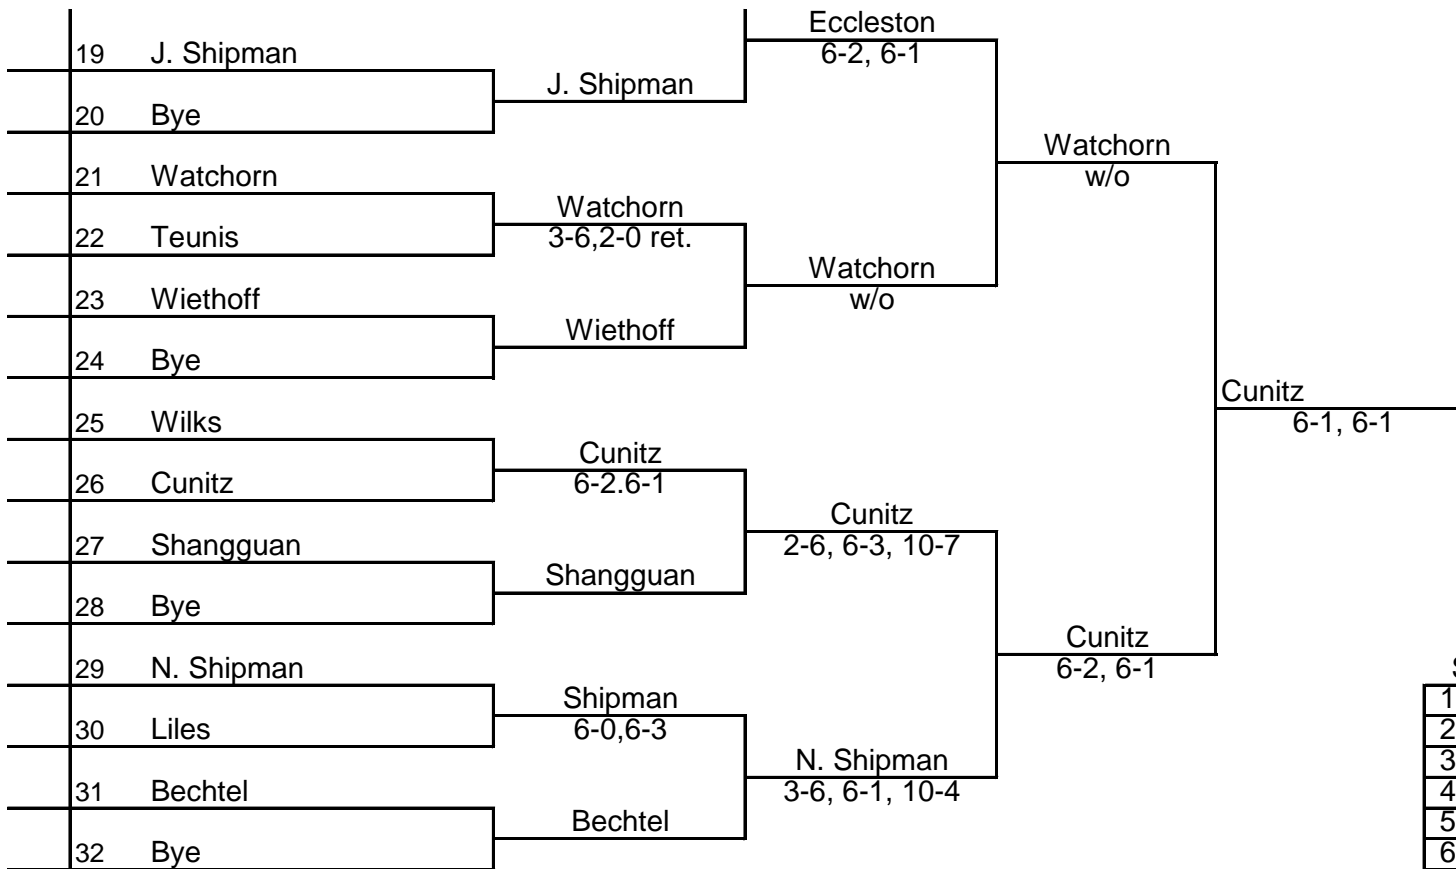 Eccleston
6-2, 6-1
19 J. Shipman
J. Shipman
20 Bye
Watchorn
w/o
21 Watchorn
Watchorn
3-6,2-0 ret.
22 Teunis
Watchorn
w/o
23 Wiethoff
Wiethoff
24 Bye
Cunitz
6-1, 6-1
25 Wilks
Cunitz
6-2.6-1
26 Cunitz
Cunitz
2-6, 6-3, 10-7
27 Shangguan
Shangguan
28 Bye
Cunitz
6-2, 6-1
29 N. Shipman
Shipman
6-0,6-3
30 Liles
N. Shipman
3-6, 6-1, 10-4
31 Bechtel
Bechtel
32 Bye
1
2
3
4
5
6